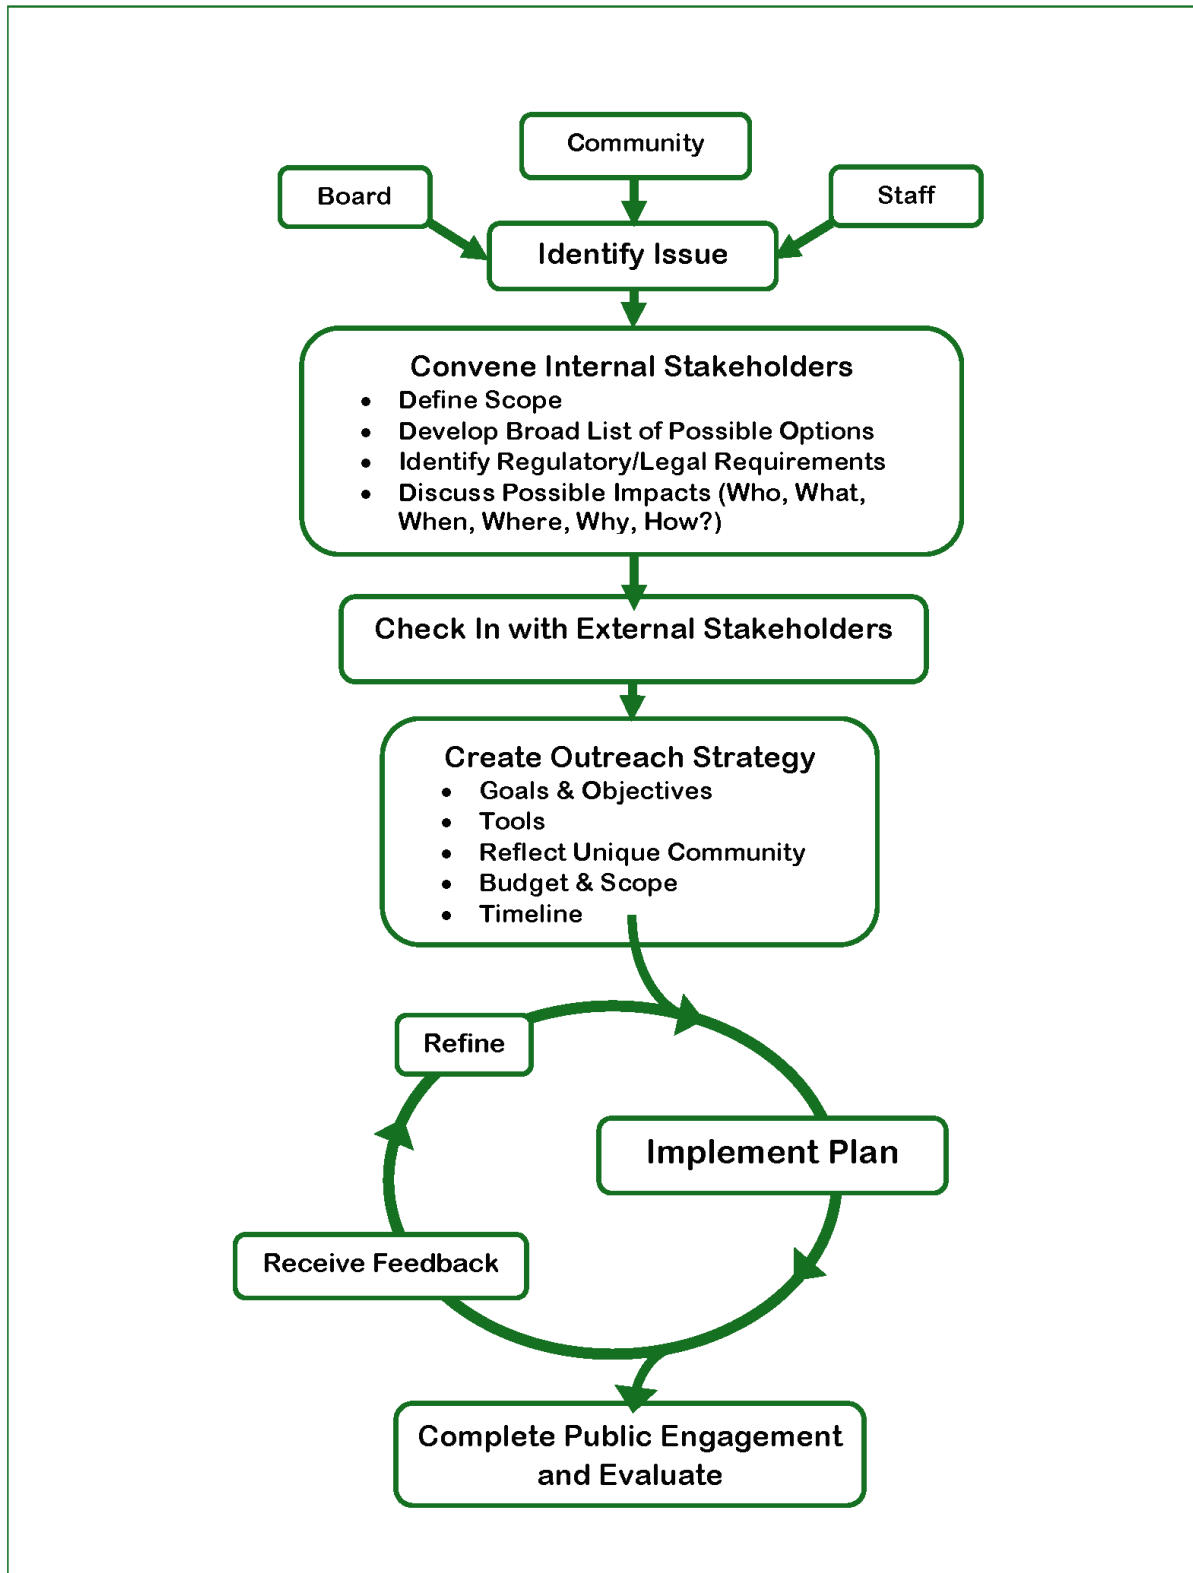 Community
Board
Staff
Identify Issue
Convene Internal Stakeholders
• Define Scope
• Develop Broad List of Possible Options
• Identify Regulatory/Legal Requirements
• Discuss Possible Impacts (Who, What,
When, Where, Why, How?)
Check In with External Stakeholders
Create Outreach Strategy
• Goals & Objectives
• Tools
• Reflect Unique Community
• Budget & Scope
• Timeline
Refine
Implement Plan
Receive Feedback
Complete Public Engagement
and Evaluate